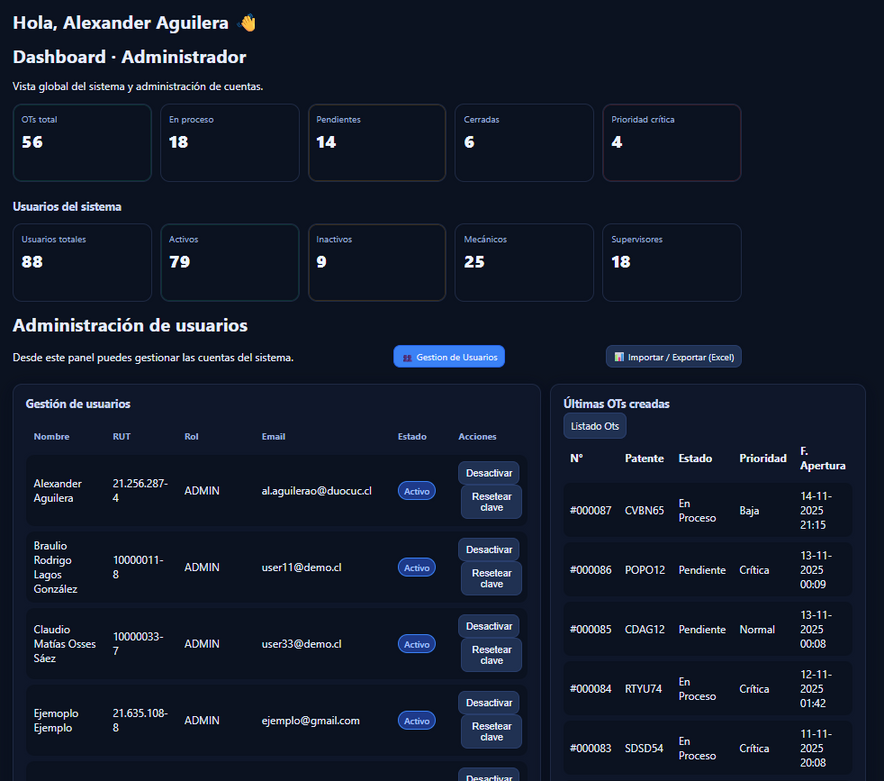 Hola, Alexander Aguilera 👋
Dashboard · Administrador
Vista global del sistema y administración de cuentas.
OTs total
56
En proceso
18
Pendientes
14
Cerradas
6
Prioridad crítica
4
Usuarios del sistema
Usuarios totales
88
Activos
79
Inactivos
9
Mecánicos
25
Supervisores
18
Administración de usuarios
Desde este panel puedes gestionar las cuentas del sistema.
Gestion de Usuarios
Importar / Exportar (Excel)
Gestión de usuarios
Nombre RUT Rol Email Estado Acciones
Alexander
Aguilera
21.256.287-
4
ADMIN
al.aguilerao@duocuc.cl
Activo
Desactivar
Resetear
clave
Braulio
Rodrigo
Lagos
González
10000011-
8
ADMIN
user11@demo.cl
Activo
Desactivar
Resetear
clave
Claudio
Matías Osses
Sáez
10000033-
7
ADMIN
user33@demo.cl
Activo
Desactivar
Resetear
clave
Ejemoplo
Ejemplo
21.635.108-
8
ADMIN
ejemplo@gmail.com
Activo
Desactivar
Resetear
clave
Desactivar
Últimas OTs creadas
Listado Ots
N° Patente Estado Prioridad F.
Apertura
#000087
CVBN65
En
Proceso
Baja
14-11-
2025
21:15
#000086
POPO12
Pendiente
Crítica
13-11-
2025
00:09
#000085
CDAG12
Pendiente
Normal
13-11-
2025
00:08
#000084
RTYU74
En
Proceso
Crítica
12-11-
2025
01:42
#000083
SDSD54
En
Proceso
Crítica
11-11-
2025
20:08